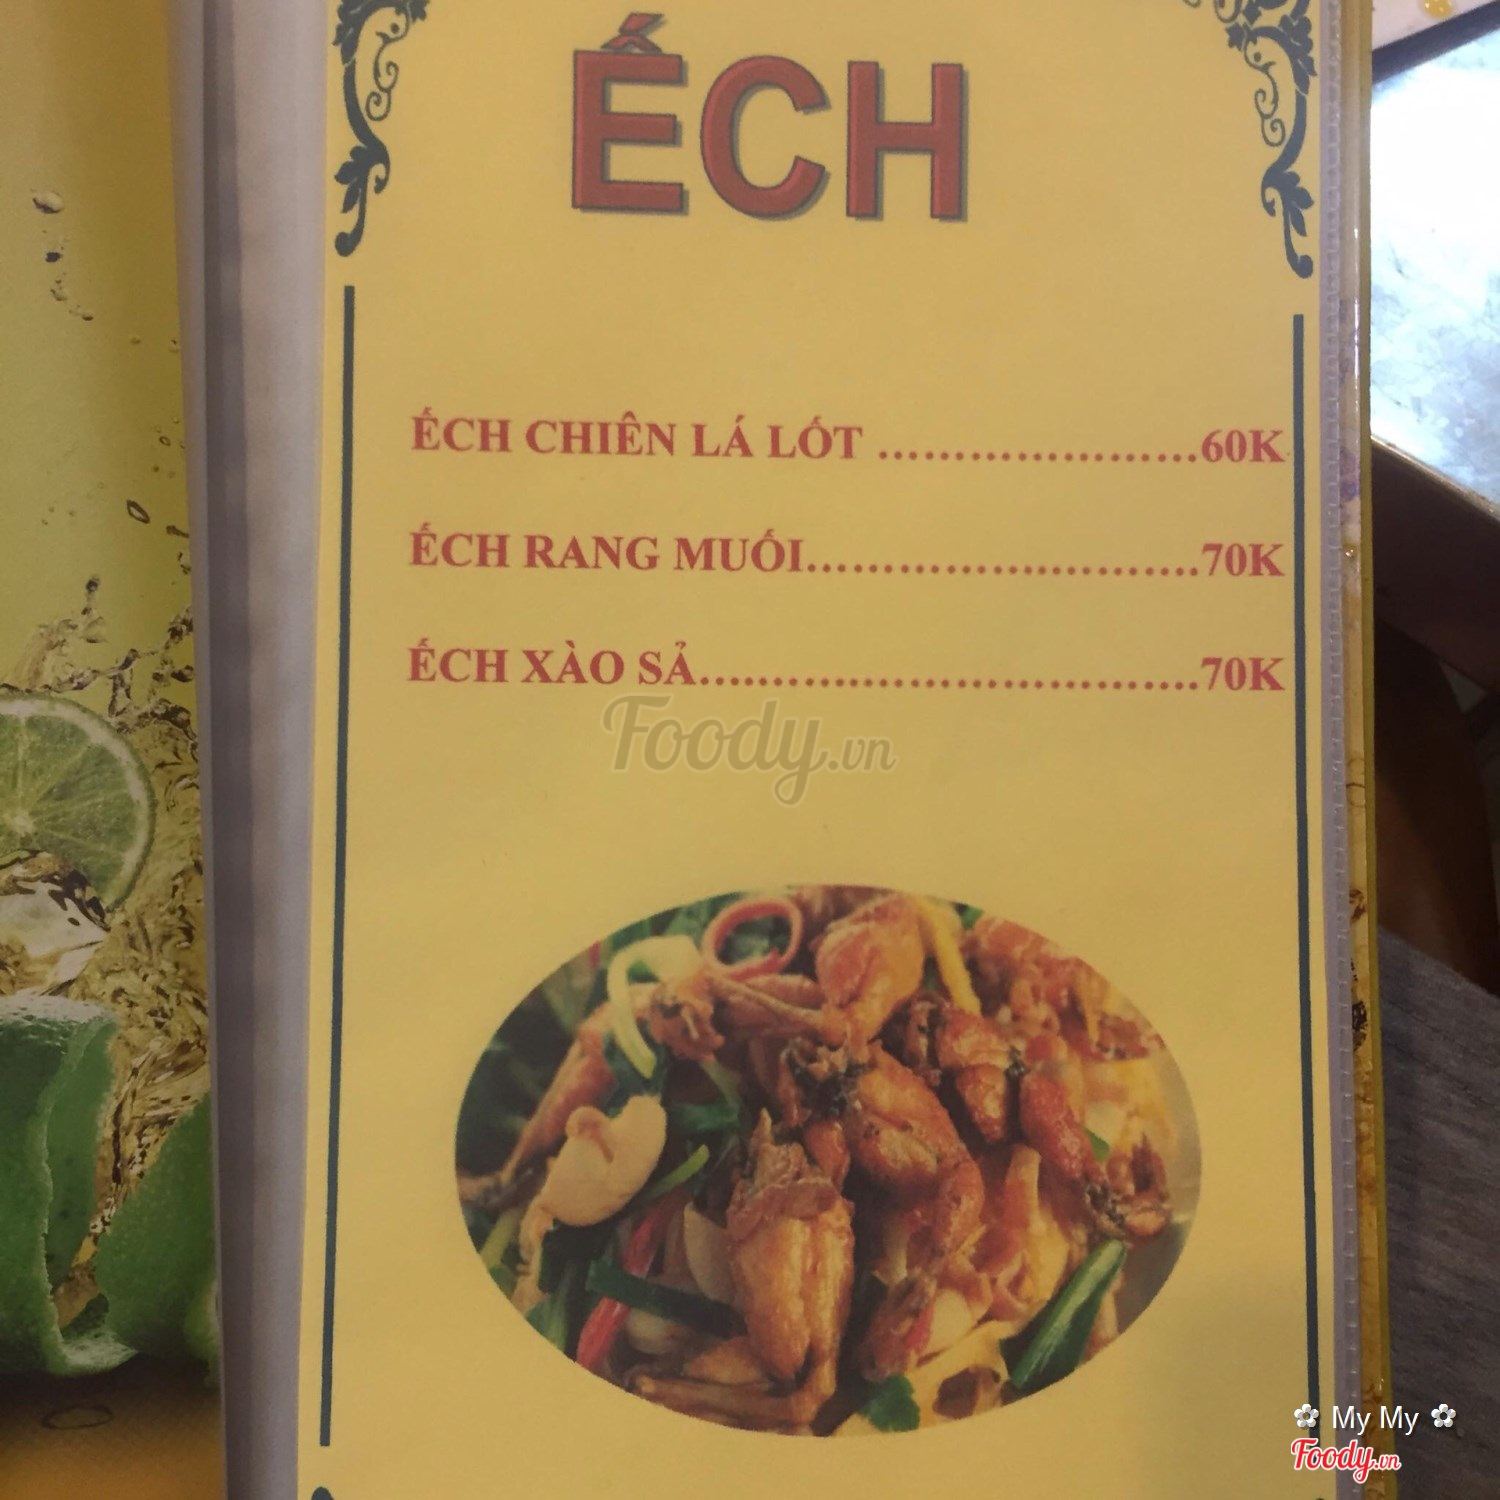 ẾCH
ẾCH CHIÊN LÁ LỐT .....................60K
ẾCH RANG MUỐI..........................70K
ẾCH XÀO SẢ.................................70K
Foody.vn
My My
Foody.vn